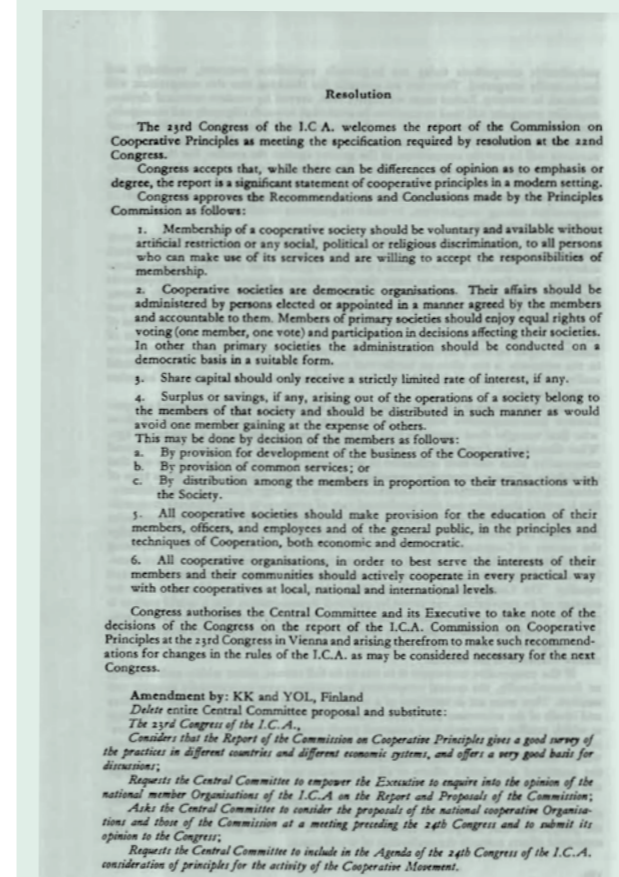 Resolution
The 23rd Congress of the I.C A. welcomes the report of the Commission on
Cooperative Principles as meeting the specification required by resolution at the 22nd
Congress.
Congress accepts that, while there can be differences of opinion as to emphasis or
degree, the report is a significant statement of cooperative principles in a modern setting.
Congress approves the Recommendations and Conclusions made by the Principles
Commission as follows:
1. Membership of a cooperative society should be voluntary and available without
artificial restriction or any social, political or religious discrimination, to all persons
who can make use of its services and are willing to accept the responsibilities of
membership.
2. Cooperative societies are democratic organisations. Their affairs should be
administered by persons elected or appointed in a manner agreed by the members
and accountable to them. Members of primary societies should enjoy equal rights of
voting (one member, one vote) and participation in decisions affecting their societies.
In other than primary societies the administration should be conducted on a
democratic basis in a suitable form.
3. Share capital should only receive a strictly limited rate of interest, if any.
4. Surplus or savings, if any, arising out of the operations of a society belong to
the members of that society and should be distributed in such manner as would
avoid one member gaining at the expense of others.
This may be done by decision of the members as follows:
a. By provision for development of the business of the Cooperative;
b. By provision of common services; or
c. By distribution among the members in proportion to their transactions with
the Society.
5. All cooperative societies should make provision for the education of their
members, officers, and employees and of the general public, in the principles and
techniques of Cooperation, both economic and democratic.
6. All cooperative organisations, in order to best serve the interests of their
members and their communities should actively cooperate in every practical way
with other cooperatives at local, national and international levels.
Congress authorises the Central Committee and its Executive to take note of the
decisions of the Congress on the report of the I.C.A. Commission on Cooperative
Principles at the 23rd Congress in Vienna and arising therefrom to make such recommend-
ations for changes in the rules of the I.C.A. as may be considered necessary for the next
Congress.
Amendment by: KK and YOL, Finland
Delete entire Central Committee proposal and substitute:
The 23rd Congress of the I.C.A.,
Considers that the Report of the Commission on Cooperative Principles gives a good survey of
the practices in different countries and different economic systems, and offers a very good basis for
discussions;
Requests the Central Committee to empower the Executive to enquire into the opinion of the
national member Organisations of the I.C.A on the Report and Proposals of the Commission;
Asks the Central Committee to consider the proposals of the national cooperative Organisa-
tions and those of the Commission at a meeting preceding the 24th Congress and to submit its
opinion to the Congress;
Requests the Central Committee to include in the Agenda of the 24th Congress of the I.C.A.
consideration of principles for the activity of the Cooperative Movement.